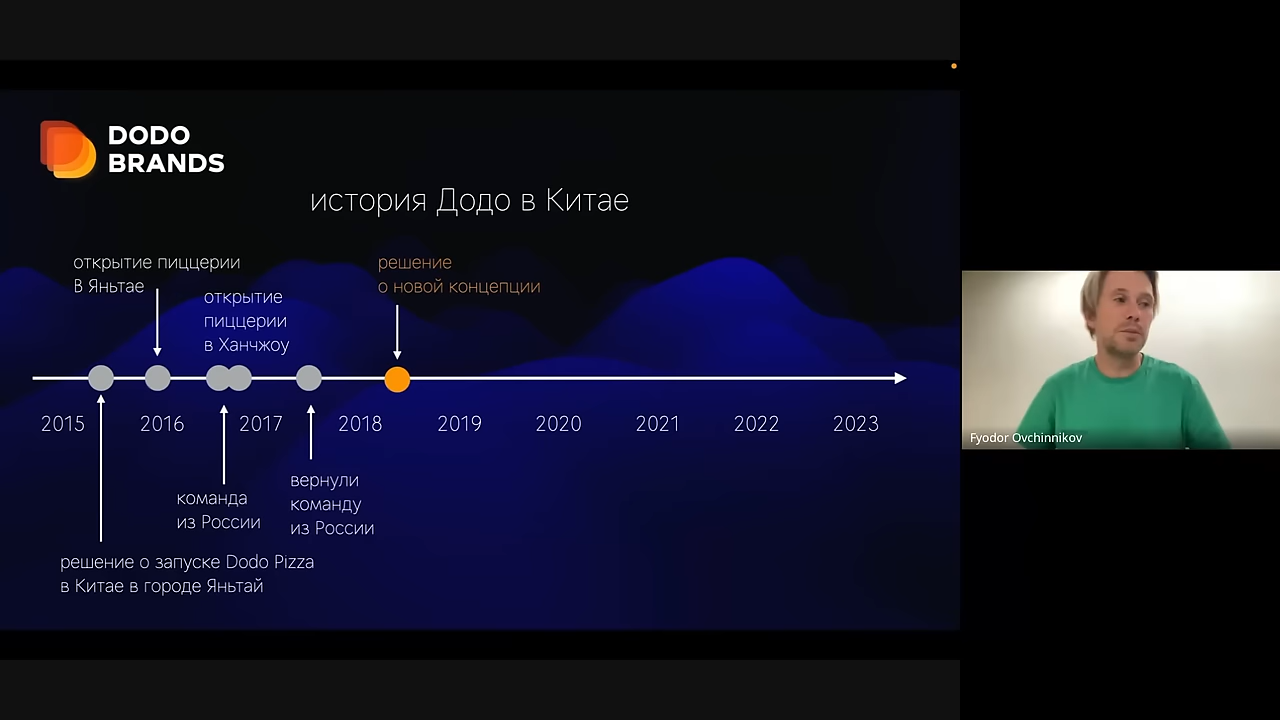 DODO
BRANDS
история Додо в Китае
открытие пиццерии
В Яньтае
открытие
пиццерии
в Ханчжоу
решение
о новой концепции
2015
2016
2017
2018
2019
2020
2021
2022
2023
команда
из России
вернули
команду
из России
решение о запуске Dodo Pizza
в Китае в городе Яньтай
Fyodor Ovchinnikov